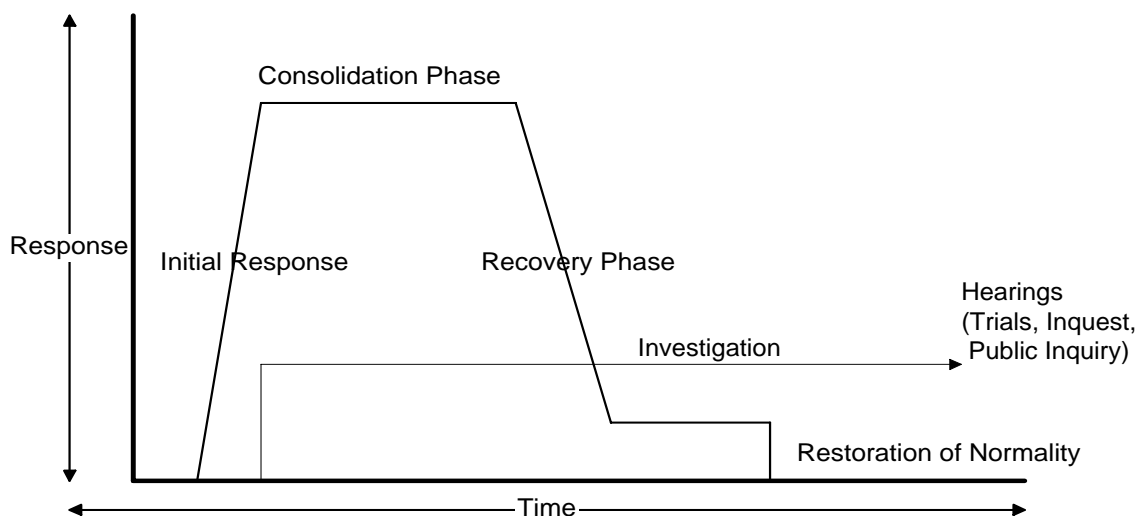 Consolidation Phase
Response
Initial Response
Recovery Phase
Hearings
(Trials, Inquest,
Public Inquiry)
Investigation
Restoration of Normality
Time